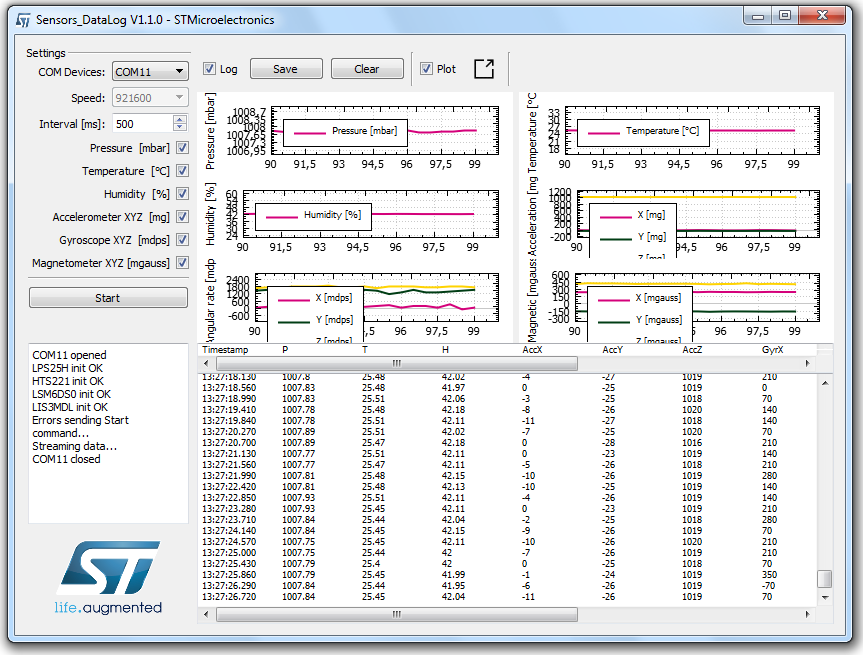 Sensors_DataLog V1.1.0 - STMicroelectronics
Settings
COM Devices: COM11
Speed: 921600
Interval [ms]: 500
Pressure [mbar]
Temperature [°C]
Humidity [%]
Accelerometer XYZ [mg]
Gyroscope XYZ [mdps]
Magnetometer XYZ [mgauss]
Start
COM11 opened
LPS25H init OK
HTS221 init OK
LSM6DS0 init OK
LIS3MDL init OK
Errors sending Start
command...
Streaming data...
COM11 closed
ST
life.augmented
Log Save Clear Plot
Pressure [mbar]
1008,7
1008,35
1008
1007,65
1007,3
1006,95
Pressure [mbar]
90 91,5 93 94,5 96 97,5 99
Temperature [°C
33
30
27
24
21
18
Temperature [°C]
90 91,5 93 94,5 96 97,5 99
Humidity [%]
60
54
48
42
36
30
24
Humidity [%]
90 91,5 93 94,5 96 97,5 99
Acceleration [mg
1200
1000
800
600
400
200
0
-200
X [mg]
Y [mg]
Z [mg]
90 94,5 96 97,5 99
Angular rate [mdp
2400
1800
1200
600
0
-600
X [mdps]
Y [mdps]
Z [mdps]
90 ,5 96 97,5 99
Magnetic [mgauss
600
450
300
150
0
-150
-300
X [mgauss]
Y [mgauss]
Z [mgauss]
90 96 97,5 99
Timestamp P T H AccX AccY AccZ GyrX
13:27:18.130 1007.8 25.48 42.02 -4 -27 1019 210
13:27:18.560 1007.83 25.48 41.97 0 -25 1019 0
13:27:18.990 1007.83 25.51 42.06 -3 -25 1018 70
13:27:19.410 1007.78 25.48 42.18 -8 -26 1020 140
13:27:19.840 1007.78 25.51 42.11 -11 -27 1018 140
13:27:20.270 1007.89 25.51 42.02 -7 -25 1020 70
13:27:20.700 1007.89 25.47 42.18 0 -28 1016 210
13:27:21.130 1007.77 25.51 42.11 0 -23 1019 140
13:27:21.560 1007.77 25.47 42.11 -5 -26 1018 210
13:27:21.990 1007.81 25.48 42.15 -10 -26 1019 280
13:27:22.420 1007.81 25.48 42.13 -10 -25 1019 140
13:27:22.850 1007.93 25.51 42.11 -4 -26 1019 140
13:27:23.280 1007.93 25.45 42.11 0 -23 1019 210
13:27:23.710 1007.84 25.44 42.04 -2 -25 1018 280
13:27:24.140 1007.84 25.45 42.15 -9 -26 1019 70
13:27:24.570 1007.75 25.45 42.11 -10 -26 1020 210
13:27:25.000 1007.75 25.44 42 -7 -26 1019 210
13:27:25.430 1007.79 25.4 42 0 -25 1018 70
13:27:25.860 1007.79 25.45 41.99 -1 -24 1019 350
13:27:26.290 1007.84 25.44 41.95 -6 -26 1019 -70
13:27:26.720 1007.84 25.45 42.04 -11 -26 1019 70